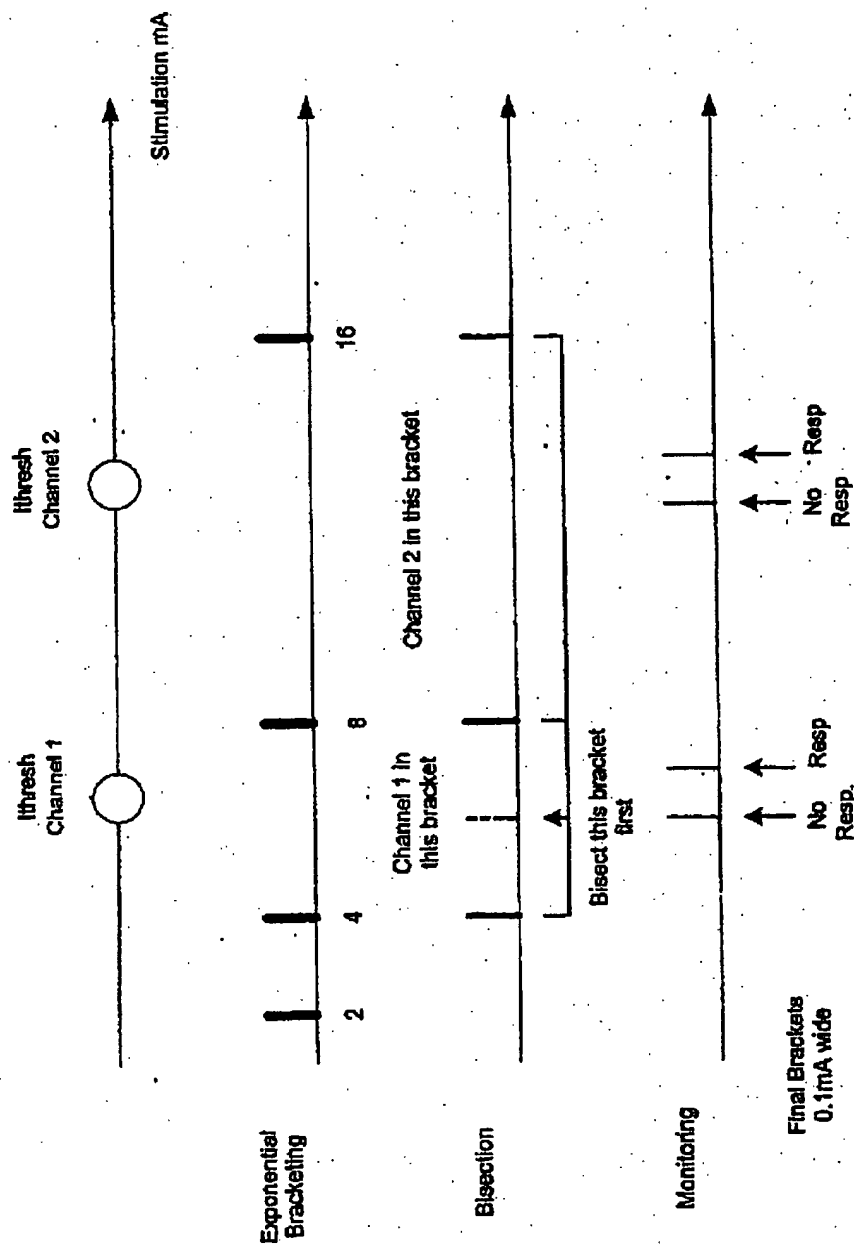 Ithresh
Channel 1
Ithresh
Channel 2
Stimulation mA
Exponential
Bracketing
2
4
8
16
Bisection
Channel 1 in
this bracket
Channel 2 in this bracket
Bisect this bracket
first
Monitoring
No
Resp.
Resp
No
Resp
Resp
Final Brackets
0.1mA wide